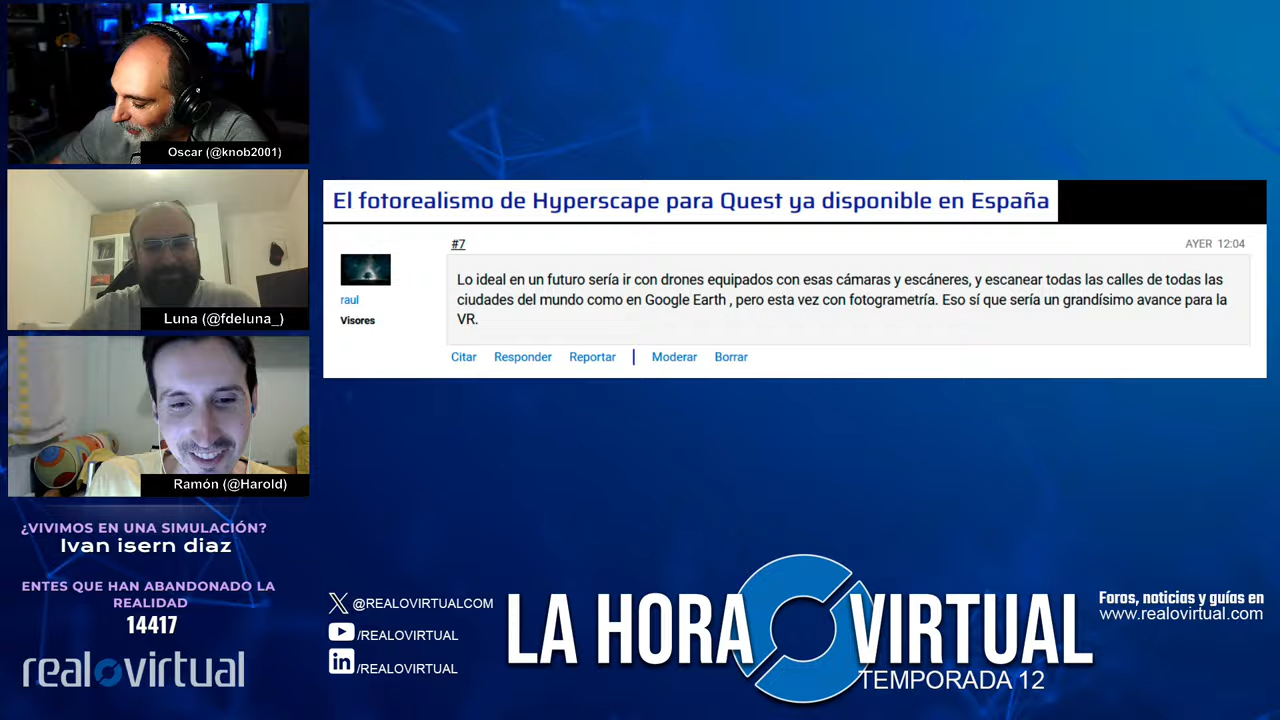 Oscar (@knob2001)
Luna (@fdeluna_)
Ramón (@Harold)
¿VIVIMOS EN UNA SIMULACIÓN?
Ivan isern diaz
ENTES QUE HAN ABANDONADO LA
REALIDAD
14417
realovirtual
El fotorealismo de Hyperscape para Quest ya disponible en España
#7
AYER 12:04
raul
Visores
Lo ideal en un futuro sería ir con drones equipados con esas cámaras y escáneres, y escanear todas las calles de todas las
ciudades del mundo como en Google Earth , pero esta vez con fotogrametría. Eso sí que sería un grandísimo avance para la
VR.
Citar Responder Reportar | Moderar Borrar
@REALOVIRTUALCOM
/REALOVIRTUAL
/REALOVIRTUAL
LA HORA VIRTUAL
TEMPORADA 12
Foros, noticias y guías en
www.realovirtual.com